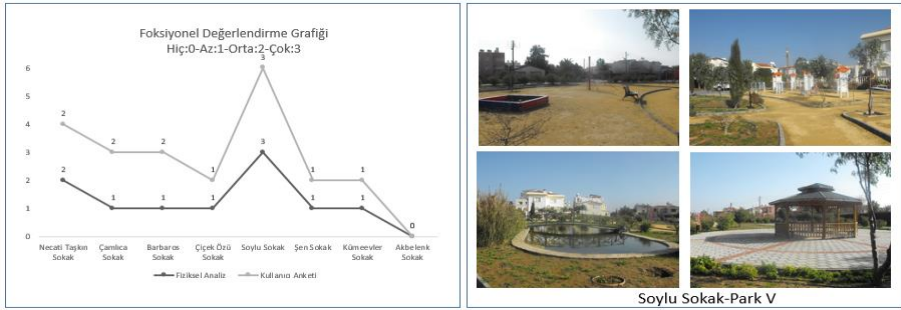 Foksiyonel Değerlendirme Grafiği
Hiç:0-Az:1-Orta:2-Çok:3
6
5
4
3
2
1
0
2
2
2
1
3
1
1
0
2
1
1
1
3
1
1
0
Necati Taşkın Sokak
Çamlıca Sokak
Barbaros Sokak
Çiçek Özü Sokak
Soylu Sokak
Şen Sokak
Kümeevler Sokak
Akbelenk Sokak
Fiziksel Analiz
Kullanıcı Anketi
Soylu Sokak-Park V